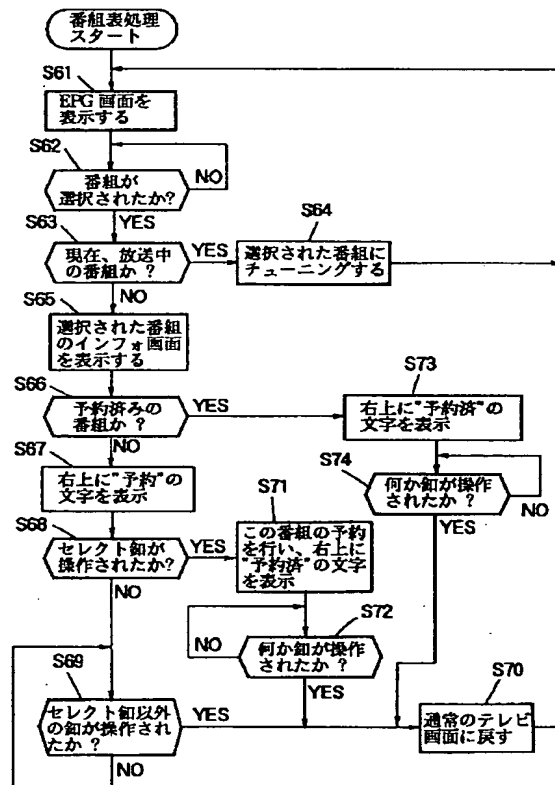 番組表処理
スタート
S61
EPG 画面を
表示する
S62
番組が
選択されたか?
NO
YES
S63
現在、放送中
の番組か ?
YES
NO
S64
選択された番組に
チューニングする
S65
選択された番組
のインフォ画面
を表示する
S66
予約済みの
番組か ?
YES
NO
S73
右上に"予約済"の
文字を表示
S67
右上に"予約"の
文字を表示
S74
何か釦が操作
されたか ?
NO
YES
S68
セレクト釦が
操作されたか?
YES
NO
S71
この番組の予約
を行い、右上に
"予約済"の文字
を表示
S72
何か釦が操作
されたか ?
NO
YES
S69
セレクト釦以外
の釦が操作され
たか ?
YES
NO
S70
通常のテレビ
画面に戻す